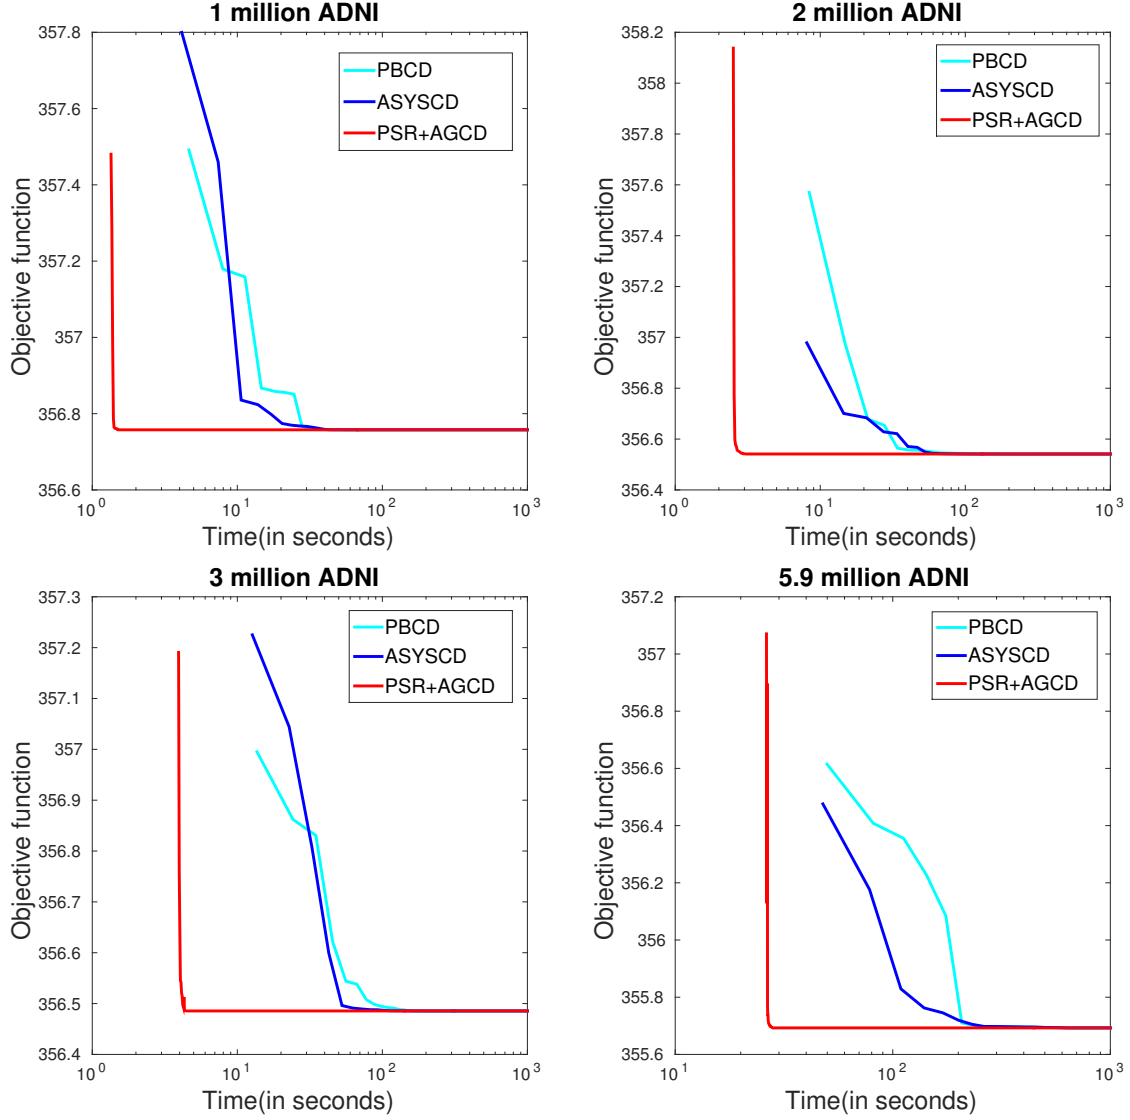 1 million ADNI
357.8
357.6
357.4
357.2
357
356.8
356.6
10^0
10^1
10^2
10^3
Objective function
Time(in seconds)
PBCD
ASYSCD
PSR+AGCD
2 million ADNI
358.2
358
357.8
357.6
357.4
357.2
357
356.8
356.6
356.4
10^0
10^1
10^2
10^3
Objective function
Time(in seconds)
PBCD
ASYSCD
PSR+AGCD
3 million ADNI
357.3
357.2
357.1
357
356.9
356.8
356.7
356.6
356.5
356.4
10^0
10^1
10^2
10^3
Objective function
Time(in seconds)
PBCD
ASYSCD
PSR+AGCD
5.9 million ADNI
357.2
357
356.8
356.6
356.4
356.2
356
355.8
355.6
10^1
10^2
10^3
Objective function
Time(in seconds)
PBCD
ASYSCD
PSR+AGCD